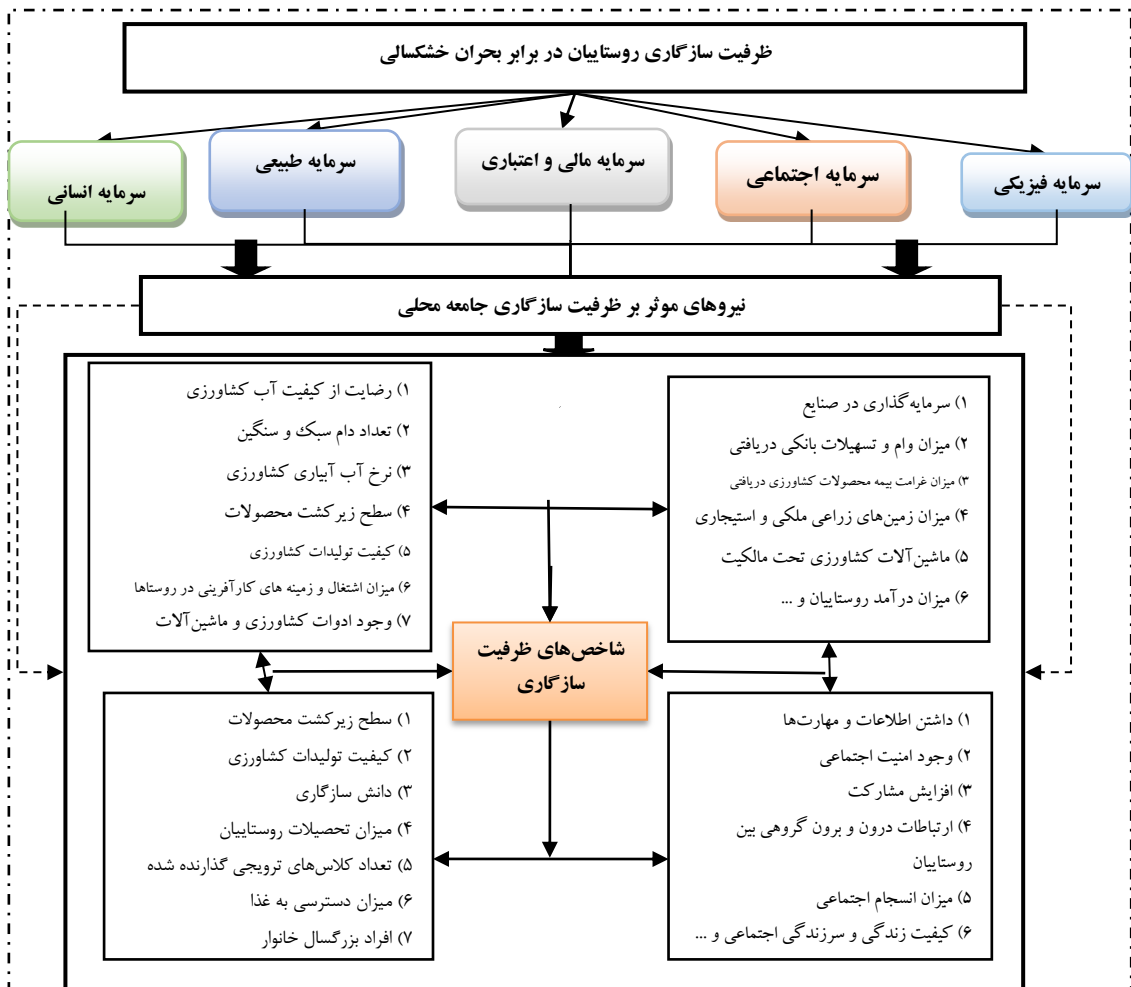 ظرفیت سازگاری روستاییان در برابر بحران خشکسالی
سرمایه فیزیکی
سرمایه اجتماعی
سرمایه مالی و اعتباری
سرمایه طبیعی
سرمایه انسانی
نیروهای موثر بر ظرفیت سازگاری جامعه محلی
۱) سرمایه‌گذاری در صنایع
۲) میزان وام و تسهیلات بانکی دریافتی
۳) میزان غرامت بیمه محصولات کشاورزی دریافتی
۴) میزان زمین‌های زراعی ملکی و استیجاری
۵) ماشین‌آلات کشاورزی تحت مالکیت
۶) میزان درآمد روستاییان و ...
۱) رضایت از کیفیت آب کشاورزی
۲) تعداد دام سبک و سنگین
۳) نرخ آب آبیاری کشاورزی
۴) سطح زیرکشت محصولات
۵) کیفیت تولیدات کشاورزی
۶) میزان اشتغال و زمینه های کارآفرینی در روستاها
۷) وجود ادوات کشاورزی و ماشین‌آلات
شاخص‌های ظرفیت
سازگاری
۱) داشتن اطلاعات و مهارت‌ها
۲) وجود امنیت اجتماعی
۳) افزایش مشارکت
۴) ارتباطات درون و برون گروهی بین
روستاییان
۵) میزان انسجام اجتماعی
۶) کیفیت زندگی و سرزندگی اجتماعی و ...
۱) سطح زیرکشت محصولات
۲) کیفیت تولیدات کشاورزی
۳) دانش سازگاری
۴) میزان تحصیلات روستاییان
۵) تعداد کلاس‌های ترویجی گذارنده شده
۶) میزان دسترسی به غذا
۷) افراد بزرگسال خانوار